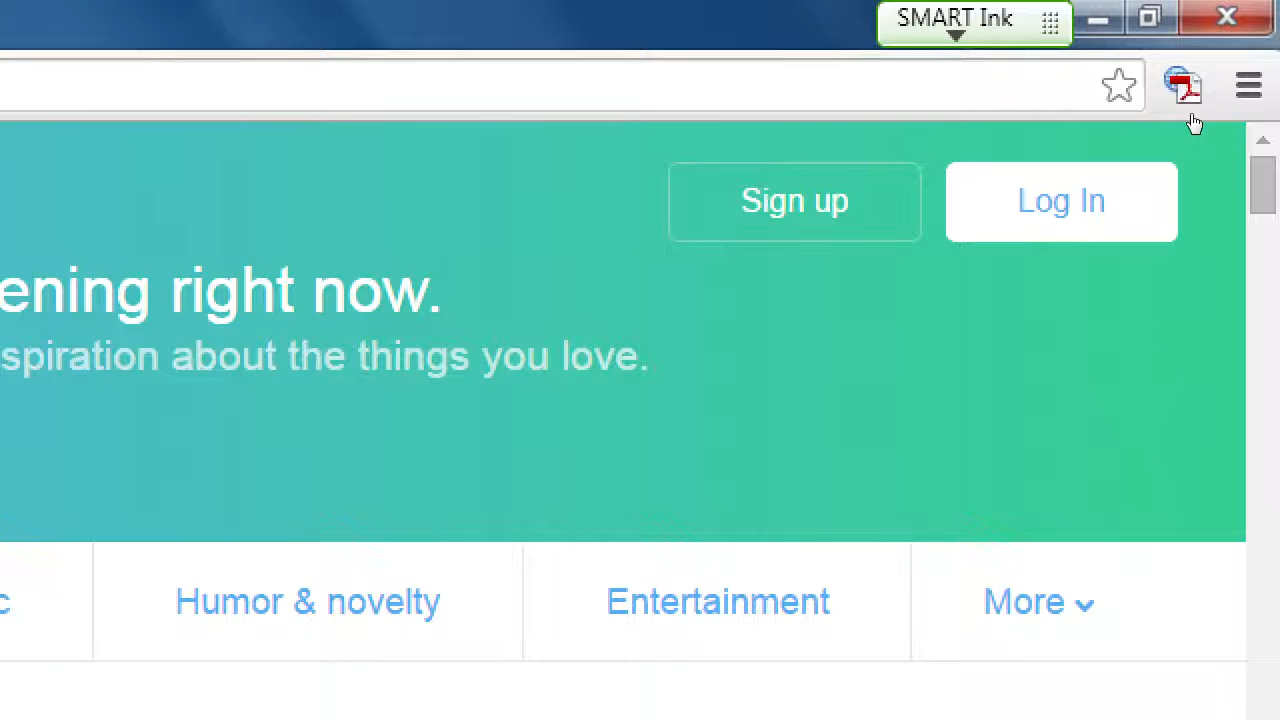 SMART Ink
Sign up
Log In
ening right now.
spiration about the things you love.
c
Humor & novelty
Entertainment
More